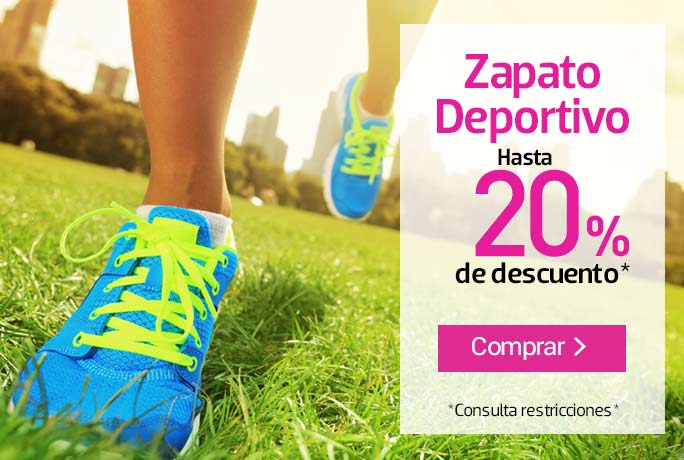 Zapato
Deportivo
Hasta
20%
de descuento*
Comprar >
*Consulta restricciones*